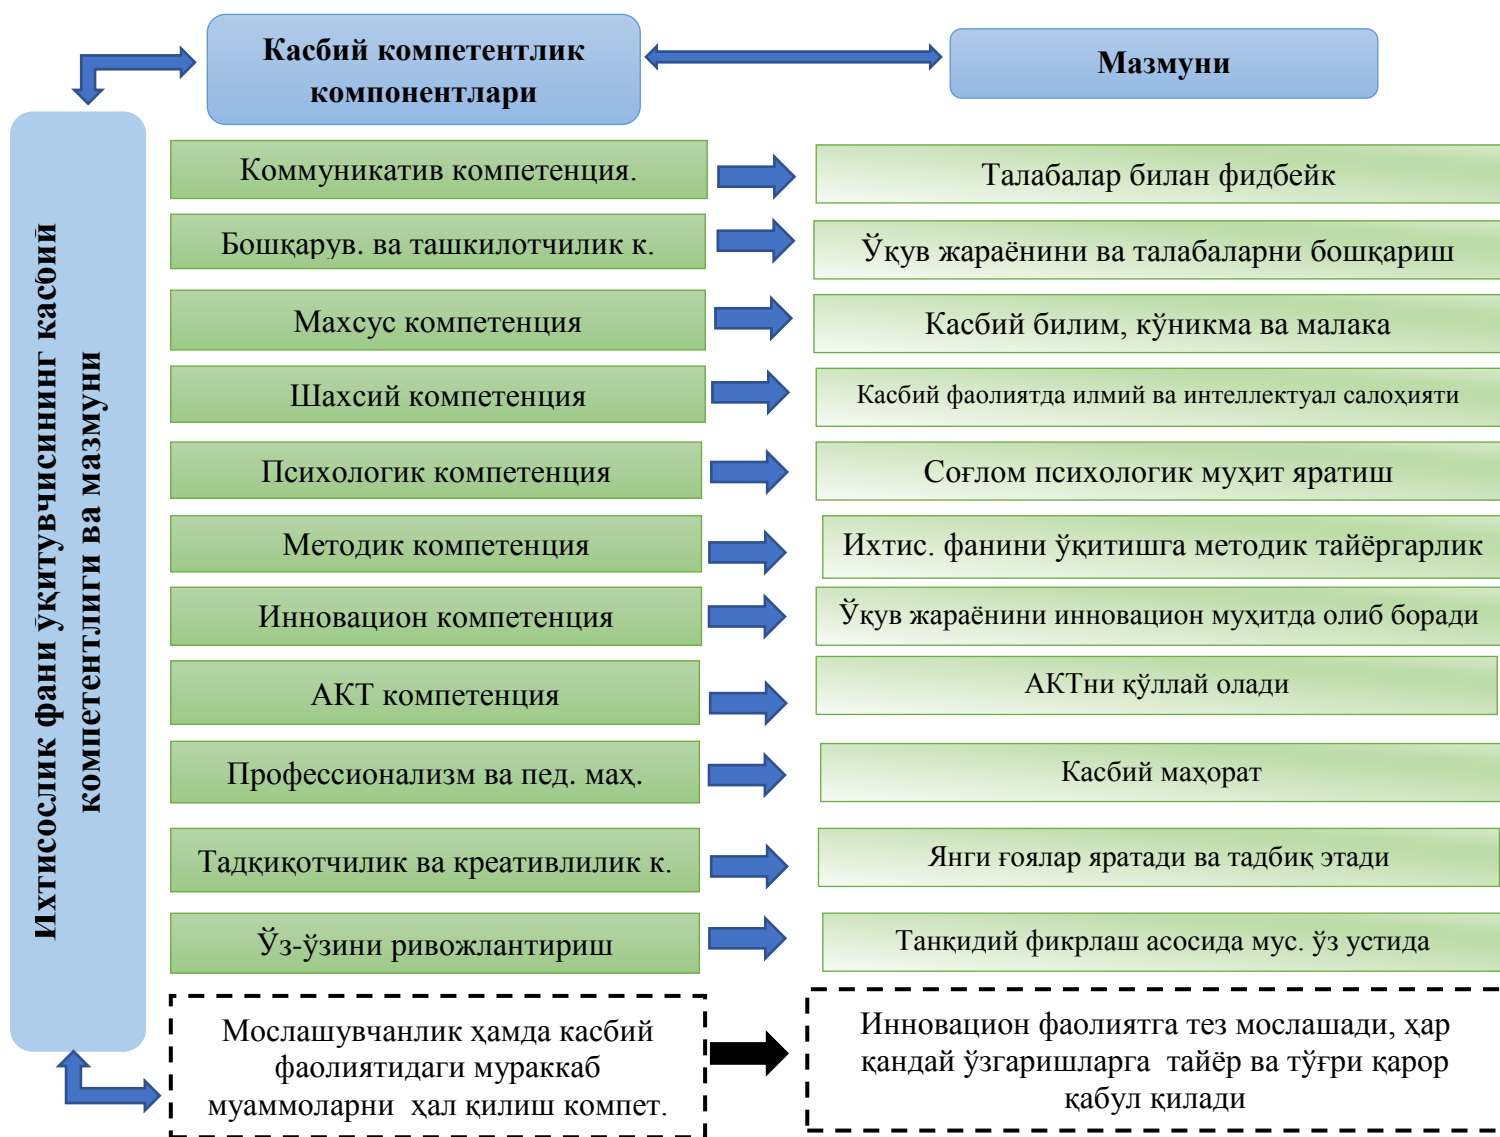 Касбий компетентлик
компонентлари
Мазмуни
Ихтисослик фани ўқитувчисининг касбий
компетентлиги ва мазмуни
Коммуникатив компетенция.
Талабалар билан фидбейк
Бошқарув. ва ташкилотчилик к.
Ўқув жараёнини ва талабаларни бошқариш
Махсус компетенция
Касбий билим, кўникма ва малака
Шахсий компетенция
Касбий фаолиятда илмий ва интеллектуал салоҳияти
Психологик компетенция
Соғлом психологик муҳит яратиш
Методик компетенция
Ихтис. фанини ўқитишга методик тайёргарлик
Инновацион компетенция
Ўқув жараёнини инновацион муҳитда олиб боради
АКТ компетенция
АКТни қўллай олади
Профессионализм ва пед. маҳ.
Касбий маҳорат
Тадқиқотчилик ва креативлилик к.
Янги ғоялар яратади ва тадбиқ этади
Ўз-ўзини ривожлантириш
Танқидий фикрлаш асосида мус. ўз устида
Мослашувчанлик ҳамда касбий
фаолиятидаги мураккаб
муаммоларни ҳал қилиш компет.
Инновацион фаолиятга тез мослашади, ҳар
қандай ўзгаришларга тайёр ва тўғри қарор
қабул қилади